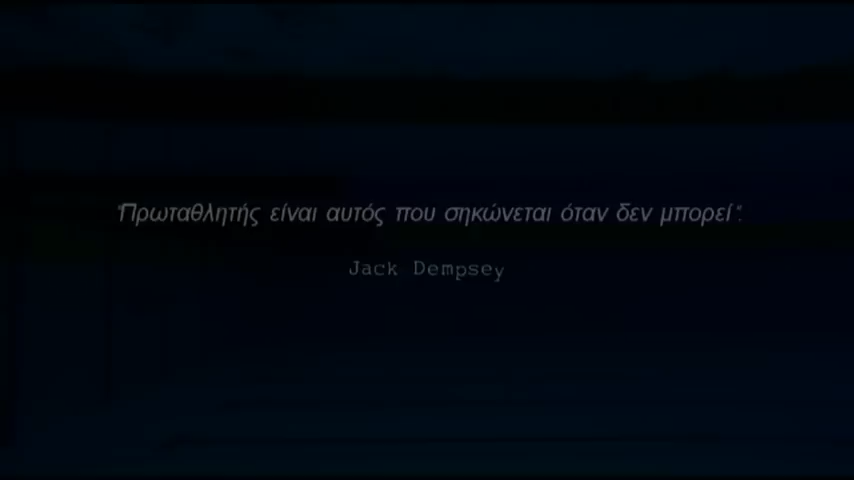 "Πρωταθλητής είναι αυτός που σηκώνεται όταν δεν μπορεί".
Jack Dempsey